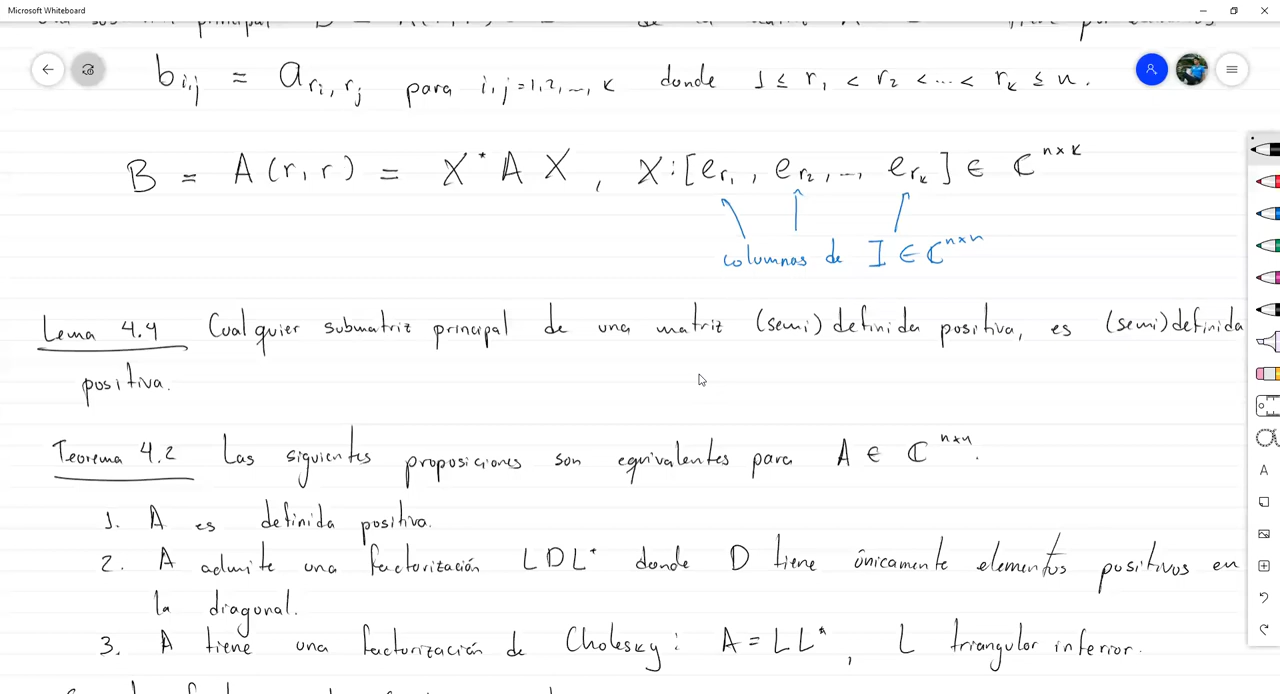 Microsoft Whiteboard
principal
b_{i,j} = a_{r_i, r_j} para i,j=1,2,...,k donde 1 ≤ r_1 < r_2 < ... < r_k ≤ n.
B = A(r,r) = X* A X, X:[e_{r_1}, e_{r_2}, ..., e_{r_k}] ∈ ℂ^{n×k}
columnas de I ∈ ℂ^{n×n}
Lema 4.4 Cualquier submatriz principal de una matriz (semi)definida positiva, es (semi)definida
positiva.
Teorema 4.2 Las siguientes proposiciones son equivalentes para A ∈ ℂ^{n×n}.
1. A es definida positiva.
2. A admite una factorización LDL* donde D tiene únicamente elementos positivos en
la diagonal.
3. A tiene una factorización de Cholesky: A = LL*, L triangular inferior.